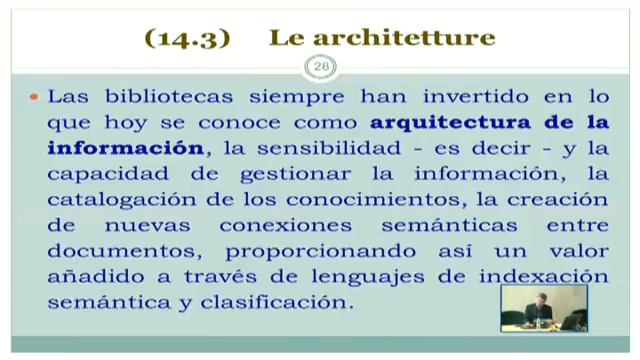 (14.3) Le architetture
28
• Las bibliotecas siempre han invertido en lo
que hoy se conoce como arquitectura de la
información, la sensibilidad - es decir - y la
capacidad de gestionar la información, la
catalogación de los conocimientos, la creación
de nuevas conexiones semánticas entre
documentos, proporcionando así un valor
añadido a través de lenguajes de indexación
semántica y clasificación.